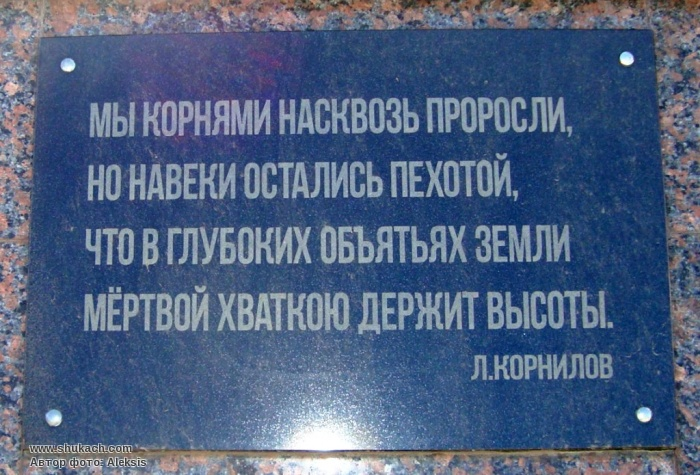 МЫ КОРНЯМИ НАСКВОЗЬ ПРОРОСЛИ,
НО НАВЕКИ ОСТАЛИСЬ ПЕХОТОЙ,
ЧТО В ГЛУБОКИХ ОБЪЯТЬЯХ ЗЕМЛИ
МЁРТВОЙ ХВАТКОЮ ДЕРЖИТ ВЫСОТЫ.
Л.КОРНИЛОВ
www.shukach.com
Автор фото: Aleksis